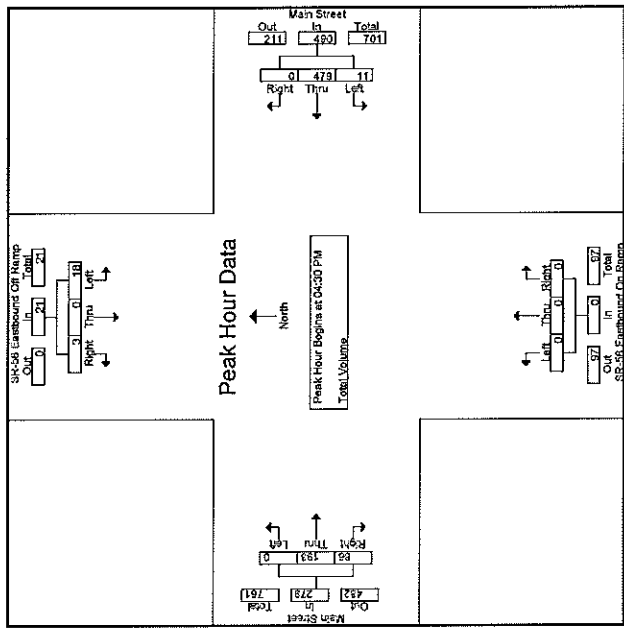 Main Street
Out In Total
211 490 701
0 479 11
Right Thru Left
SR-56 Eastbound Off Ramp
Out In Total
0 21 21
3 0 18
Right Thru Left
Peak Hour Data
North
Peak Hour Begins at 04:30 PM
Total Volume
Left Thru Right
0 0 0
97 0 97
Out In Total
SR-56 Eastbound On Ramp
Left Thru Right
0 193 86
482 279 761
Out In Total
Main Street